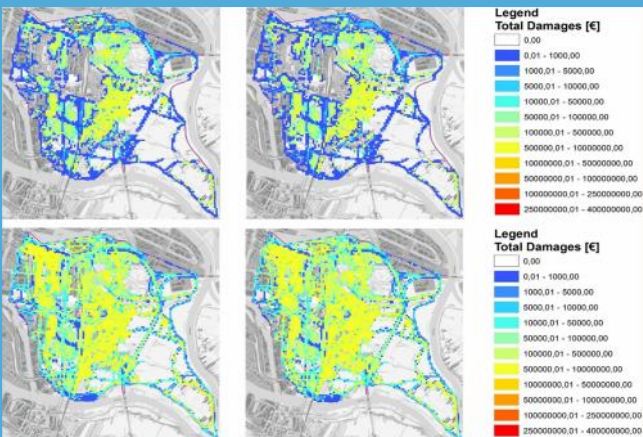 Legend
Total Damages [€]
0,00
0,01 - 1000,00
1000,01 - 5000,00
5000,01 - 10000,00
10000,01 - 50000,00
50000,01 - 100000,00
100000,01 - 500000,00
500000,01 - 10000000,00
10000000,01 - 50000000,00
50000000,01 - 100000000,00
100000000,01 - 250000000,00
250000000,01 - 400000000,00
Legend
Total Damages [€]
0,00
0,01 - 1000,00
1000,01 - 5000,00
5000,01 - 10000,00
10000,01 - 50000,00
50000,01 - 100000,00
100000,01 - 500000,00
500000,01 - 10000000,00
10000000,01 - 50000000,00
50000000,01 - 100000000,00
100000000,01 - 250000000,00
250000000,01 - 400000000,00